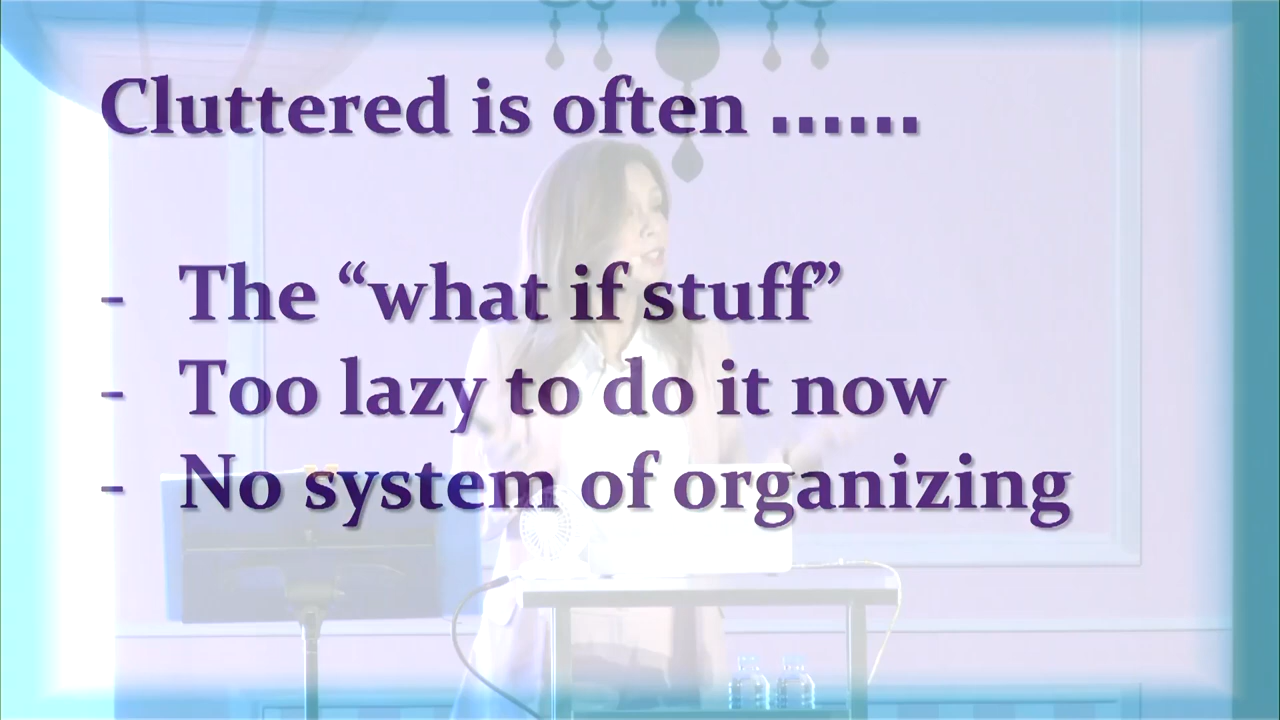 Cluttered is often ......
- The “what if stuff”
- Too lazy to do it now
- No system of organizing